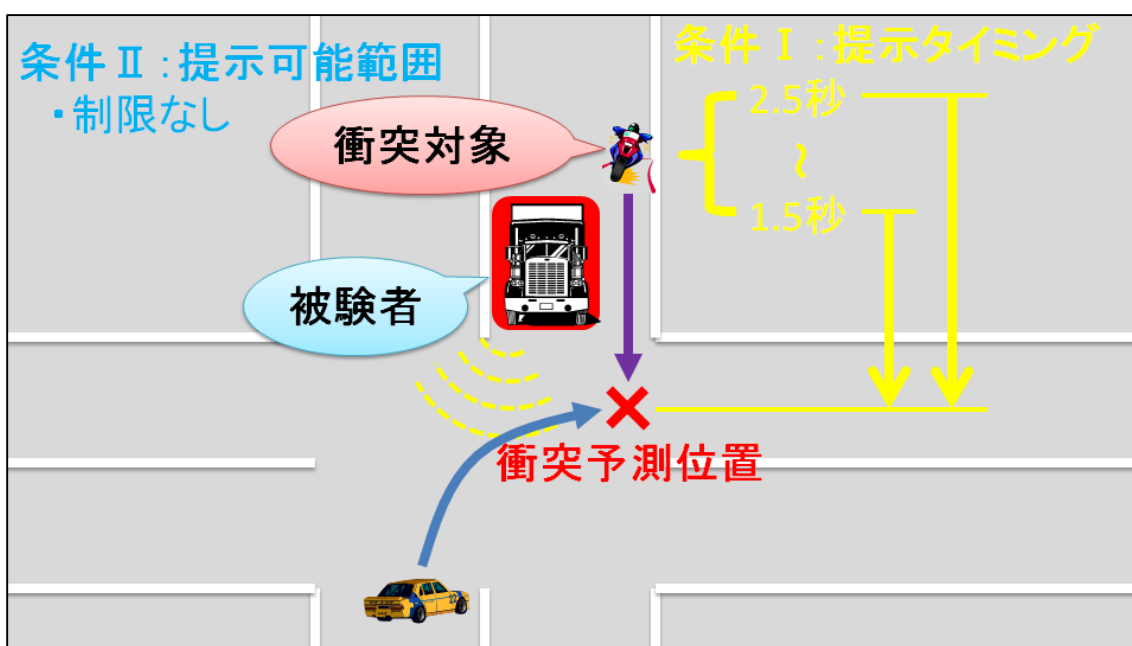 条件Ⅱ:提示可能範囲
・制限なし
条件Ⅰ:提示タイミング
2.5秒
~
1.5秒
衝突対象
被験者
衝突予測位置
22